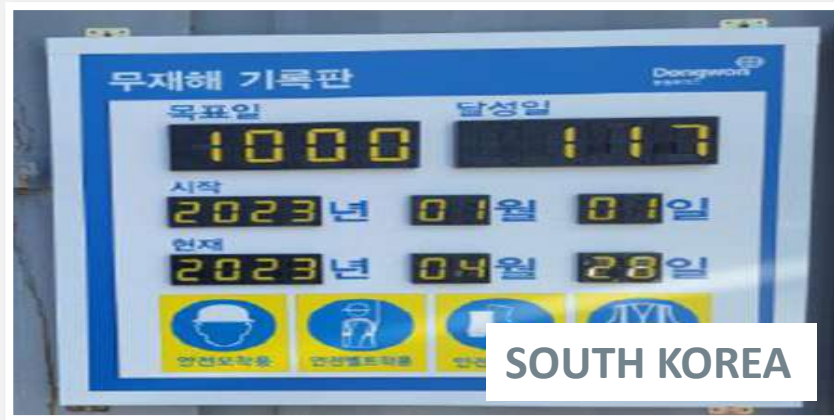 무재해 기록판
Dongwon
목표일 달성일
1000 117
시작
2023년 01월 01일
현재
2023년 04월 28일
안전모착용 안전벨트착용
SOUTH KOREA